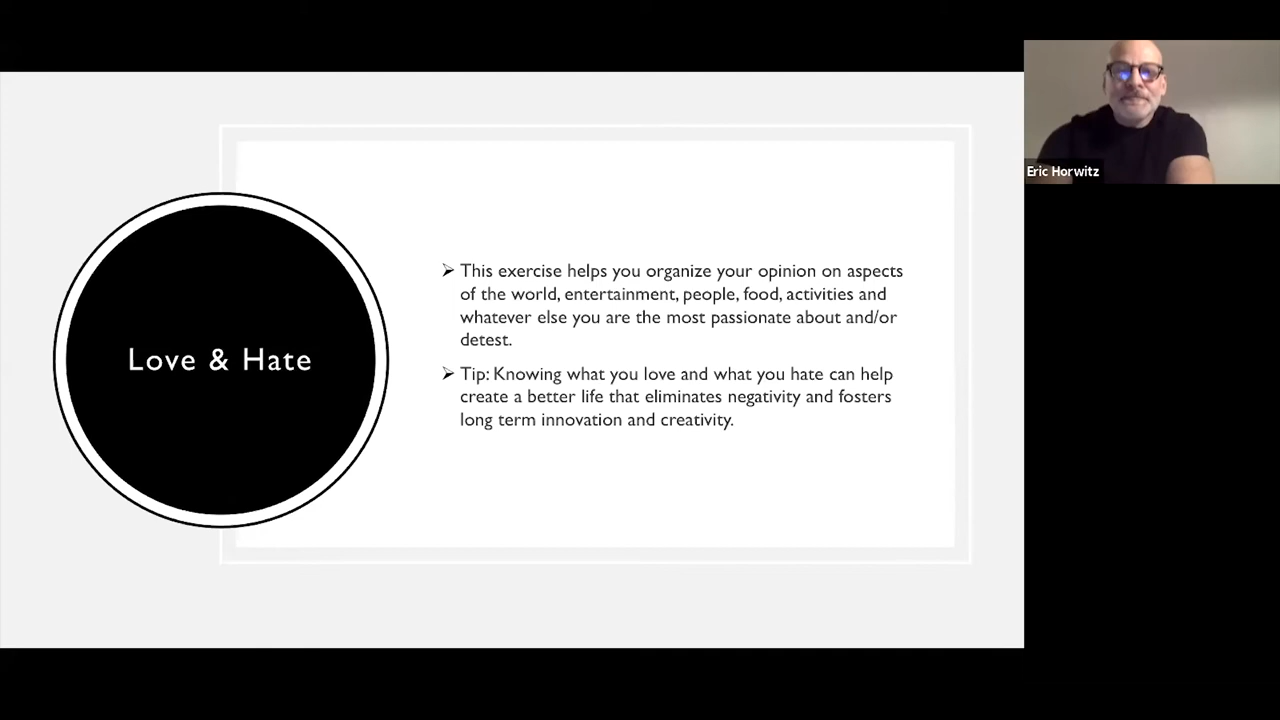 Love & Hate
➢ This exercise helps you organize your opinion on aspects
of the world, entertainment, people, food, activities and
whatever else you are the most passionate about and/or
detest.
➢ Tip: Knowing what you love and what you hate can help
create a better life that eliminates negativity and fosters
long term innovation and creativity.
Eric Horwitz